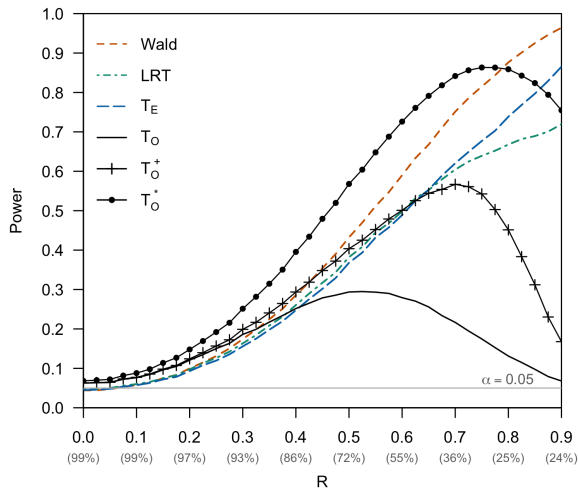 1.0
0.9
0.8
0.7
0.6
0.5
0.4
0.3
0.2
0.1
0.0
Power
Wald
LRT
T_E
T_O
T_O^+
T_O^*
α = 0.05
0.0 0.1 0.2 0.3 0.4 0.5 0.6 0.7 0.8 0.9
(99%) (99%) (97%) (93%) (86%) (72%) (55%) (36%) (25%) (24%)
R